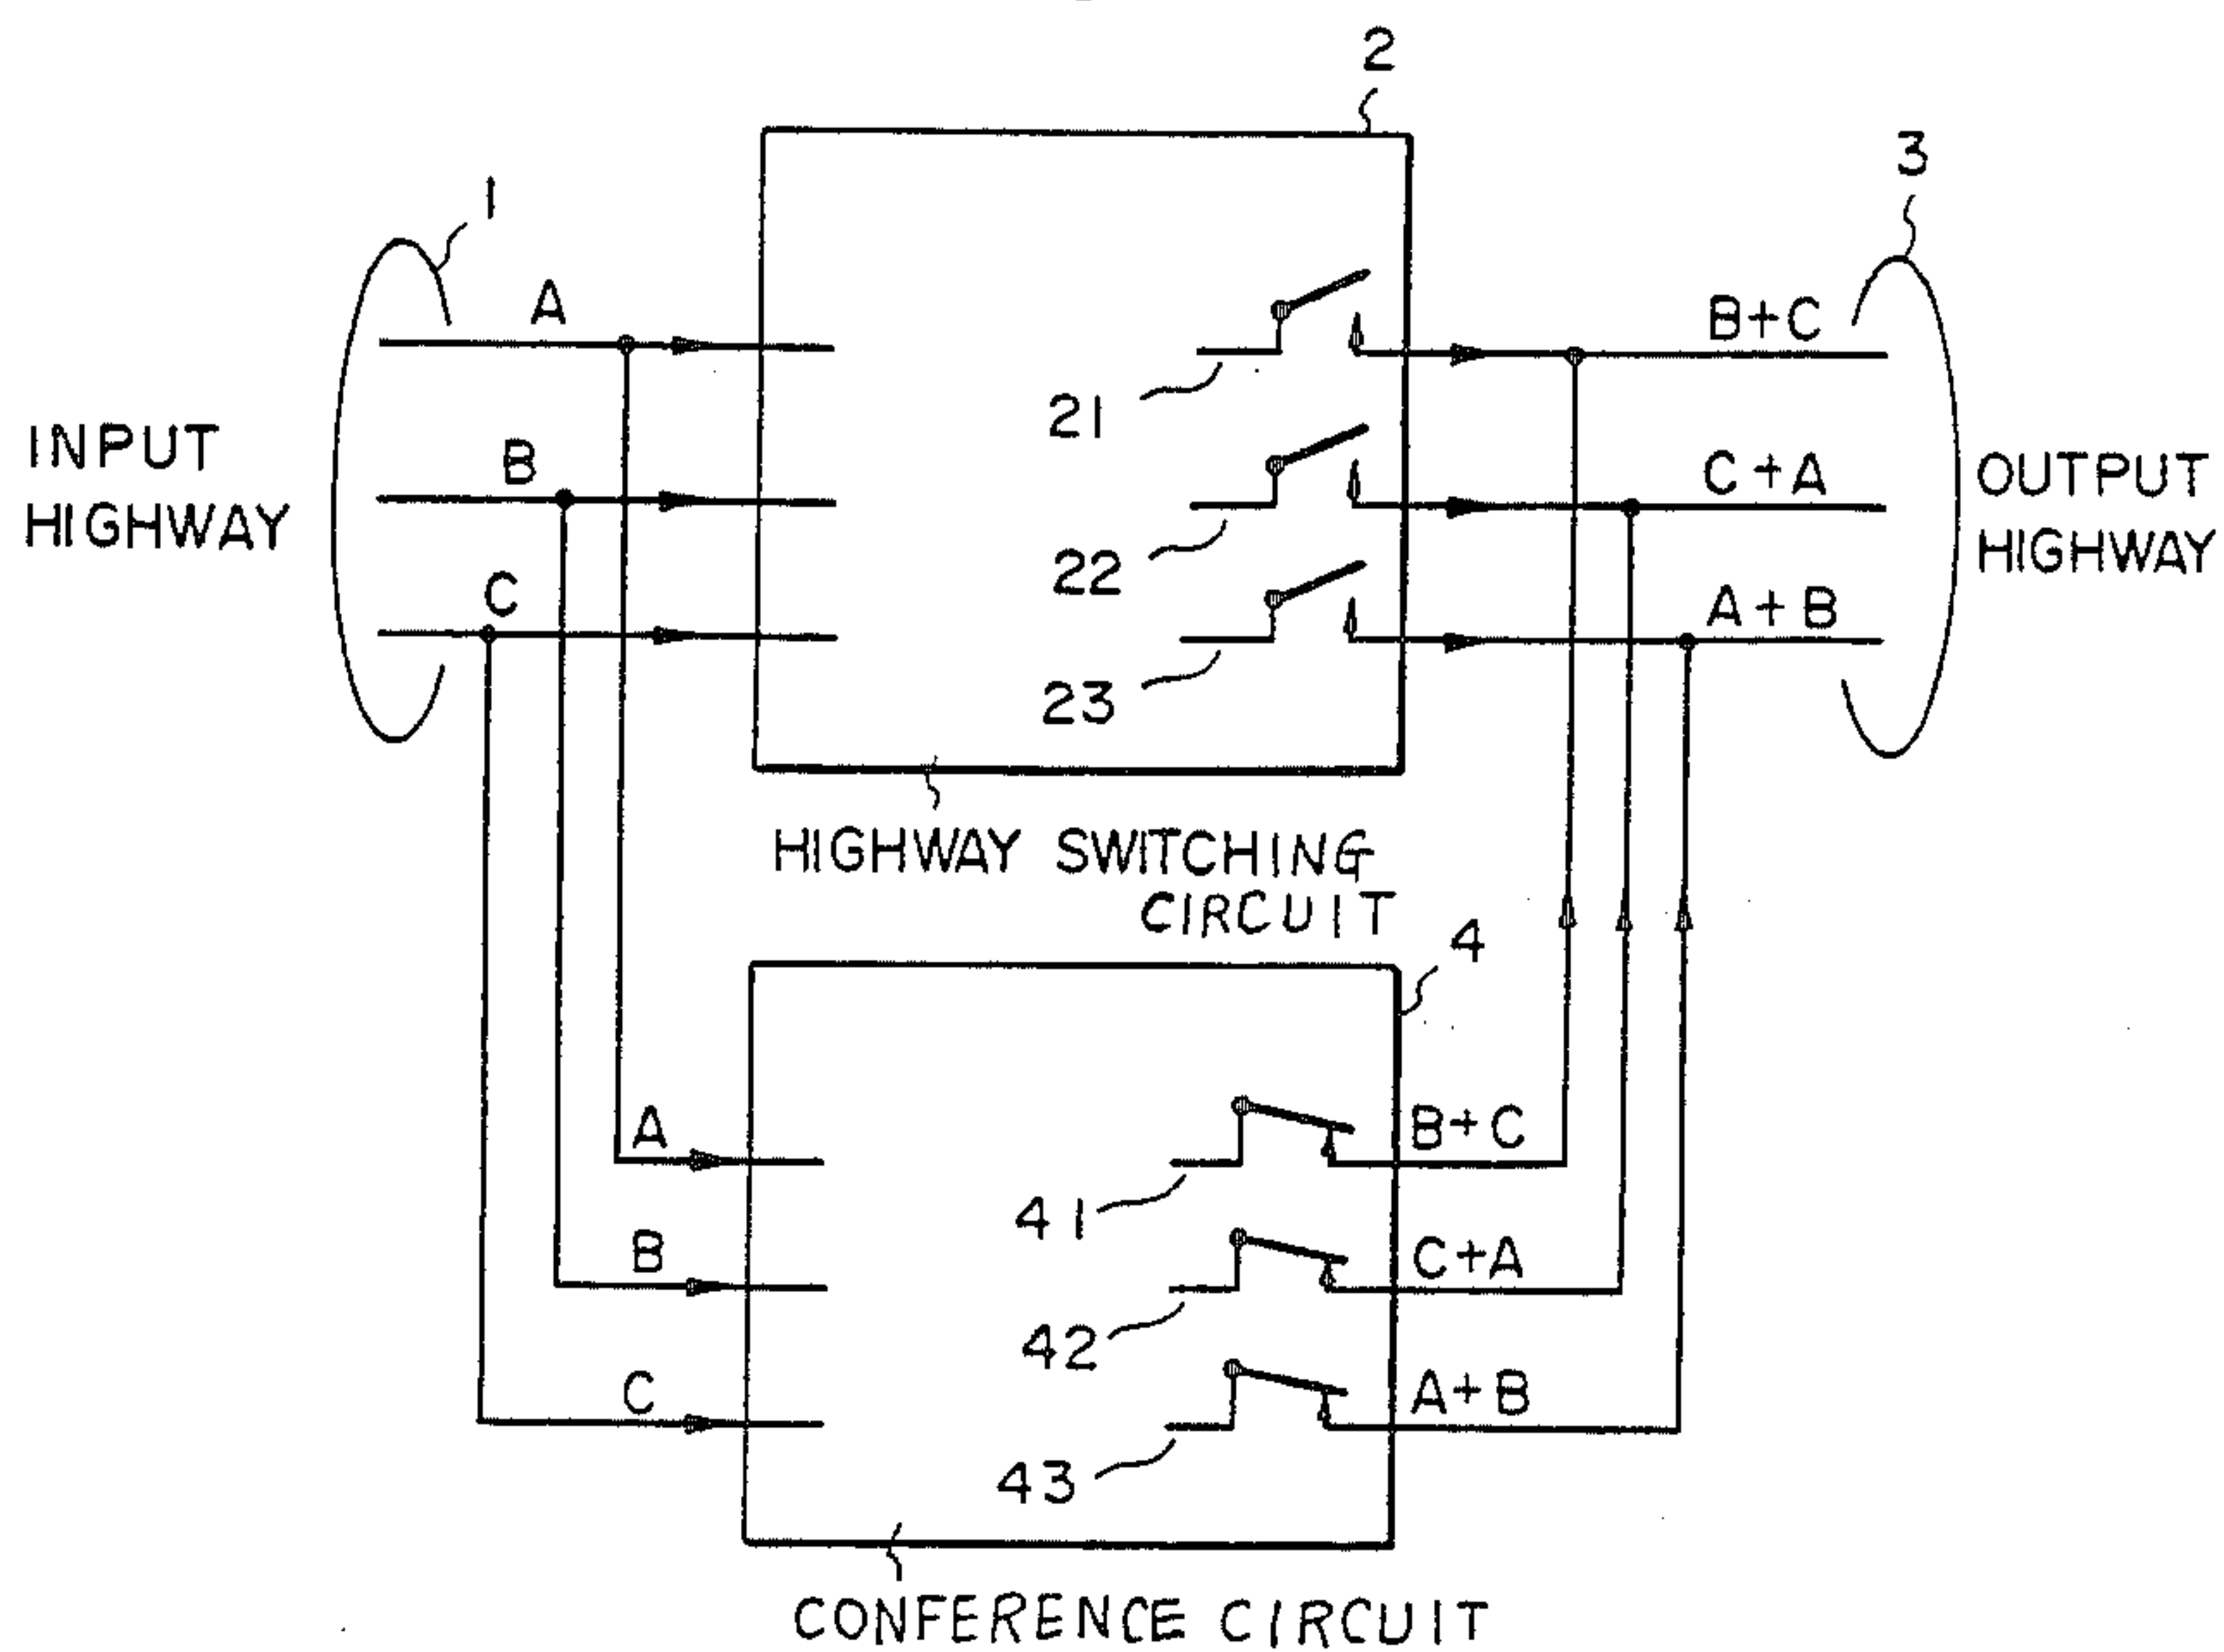 2
1
3
A
B+C
21
INPUT
HIGHWAY
B
C+A
OUTPUT
HIGHWAY
22
C
A+B
23
HIGHWAY SWITCHING
CIRCUIT
4
A
B+C
41
B
C+A
42
C
A+B
43
CONFERENCE CIRCUIT